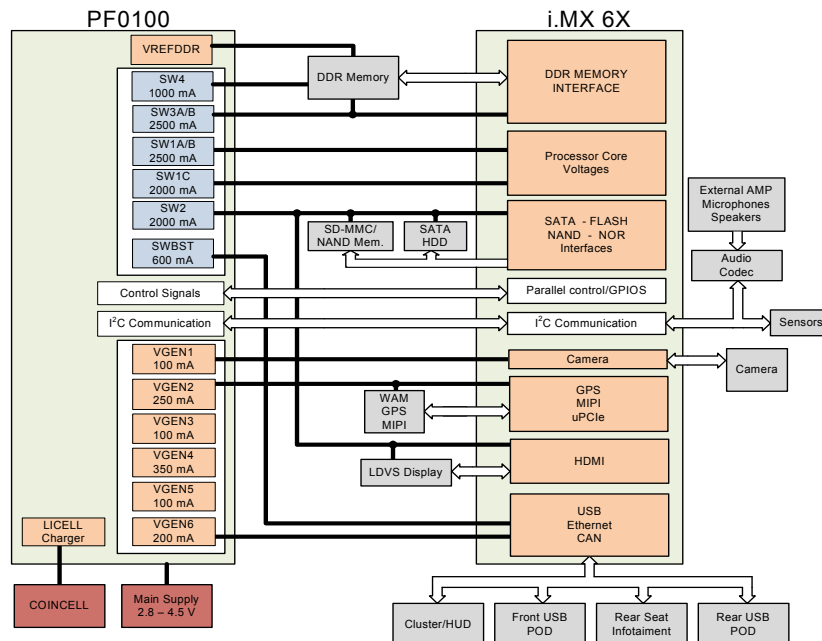 PF0100
i.MX 6X
VREFDDR
SW4
1000 mA
SW3A/B
2500 mA
SW1A/B
2500 mA
SW1C
2000 mA
SW2
2000 mA
SWBST
600 mA
Control Signals
I²C Communication
VGEN1
100 mA
VGEN2
250 mA
VGEN3
100 mA
VGEN4
350 mA
VGEN5
100 mA
VGEN6
200 mA
LICELL
Charger
COINCELL
Main Supply
2.8 – 4.5 V
DDR Memory
SD-MMC/
NAND Mem.
SATA
HDD
WAM
GPS
MIPI
LDVS Display
DDR MEMORY
INTERFACE
Processor Core
Voltages
SATA - FLASH
NAND - NOR
Interfaces
Parallel control/GPIOS
I²C Communication
Camera
GPS
MIPI
uPCIe
HDMI
USB
Ethernet
CAN
External AMP
Microphones
Speakers
Audio
Codec
Sensors
Camera
Cluster/HUD
Front USB
POD
Rear Seat
Infotaiment
Rear USB
POD